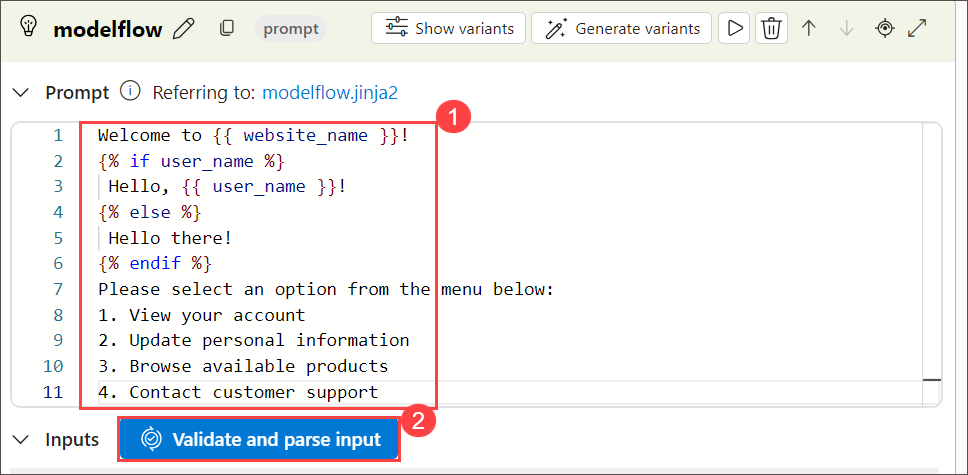 modelflow prompt Show variants Generate variants
Prompt Referring to: modelflow.jinja2
1
1 Welcome to {{ website_name }}!
2 {% if user_name %}
3 Hello, {{ user_name }}!
4 {% else %}
5 Hello there!
6 {% endif %}
7 Please select an option from the menu below:
8 1. View your account
9 2. Update personal information
10 3. Browse available products
11 4. Contact customer support
2
Inputs Validate and parse input